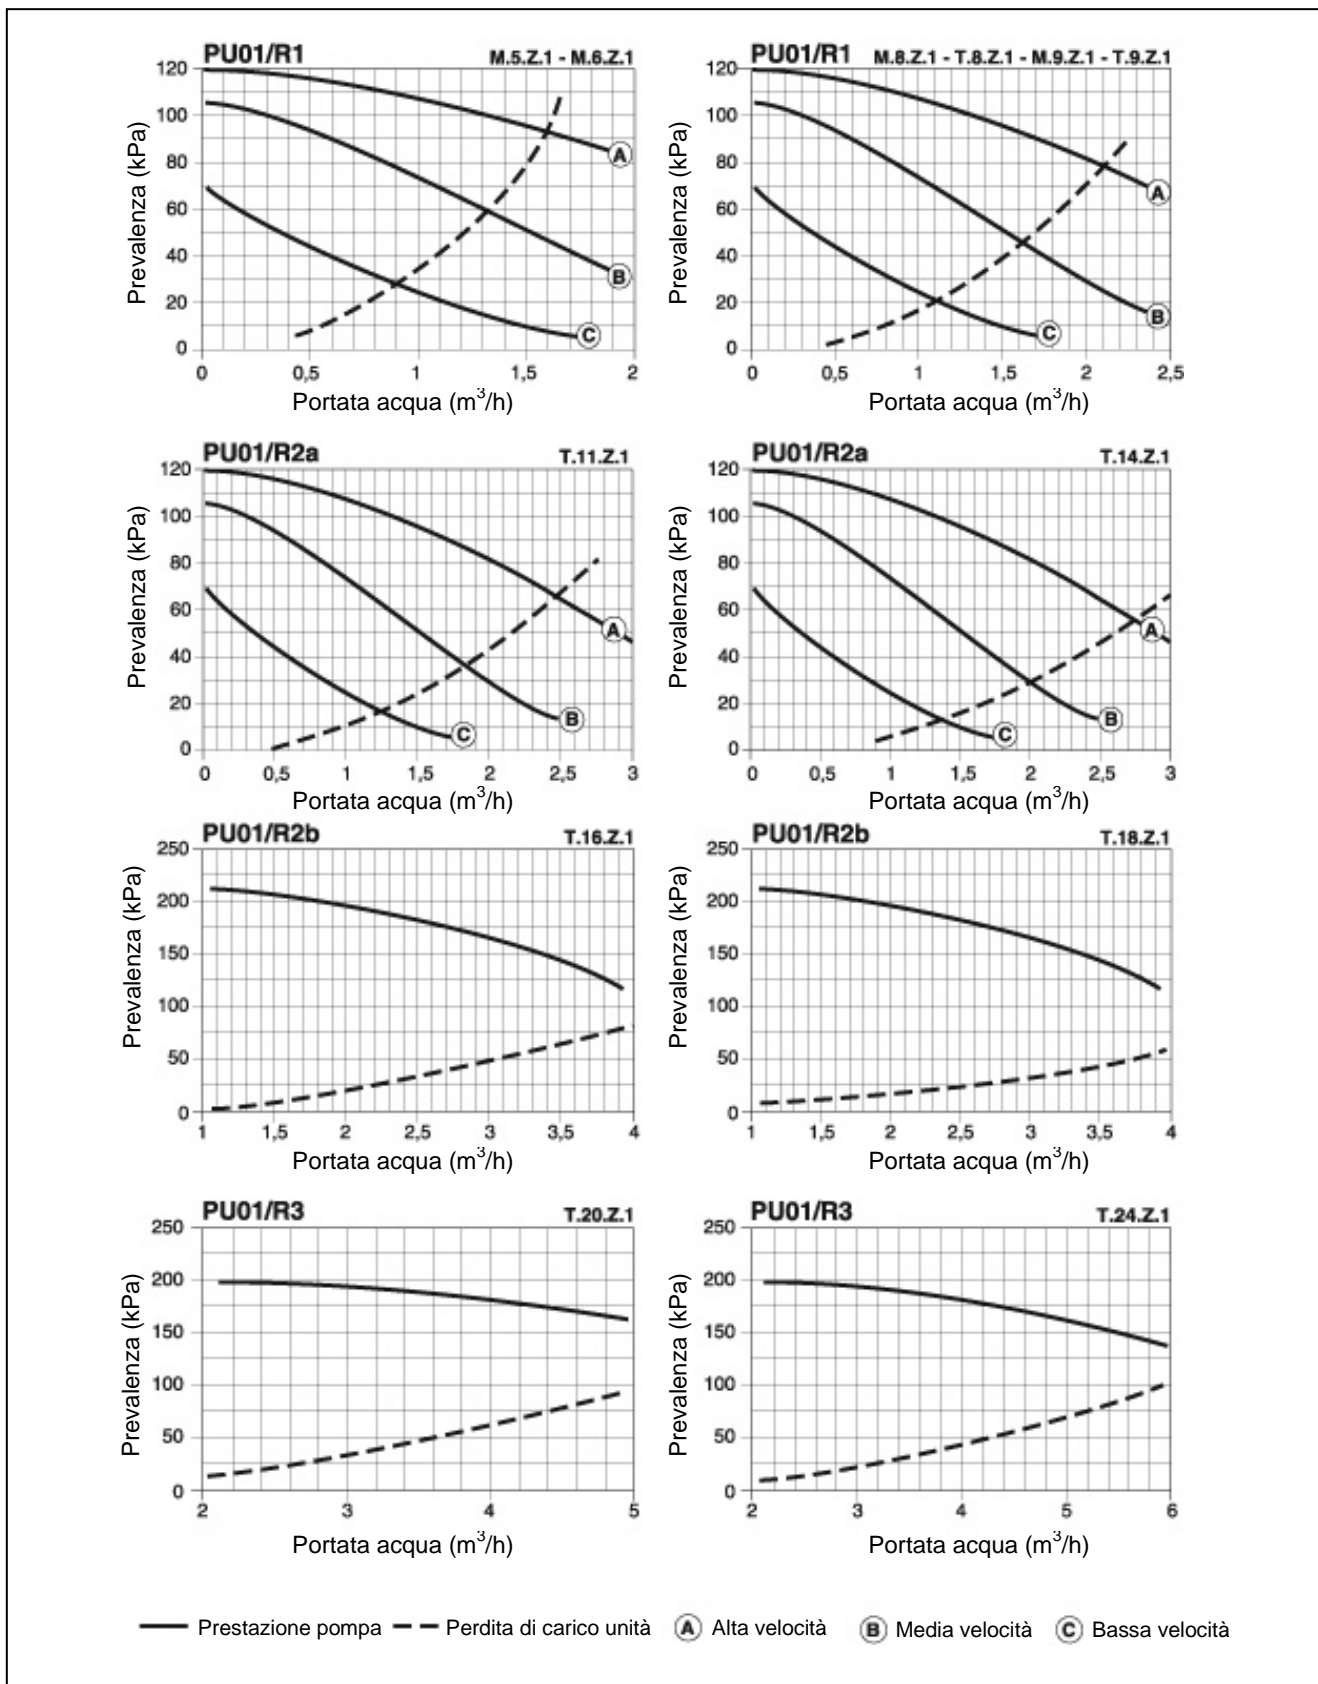 PU01/R1 M.5.Z.1 - M.6.Z.1
Prevalenza (kPa)
120
100
80
60
40
20
0
A
B
C
0 0,5 1 1,5 2
Portata acqua (m³/h)
PU01/R1 M.8.Z.1 - T.8.Z.1 - M.9.Z.1 - T.9.Z.1
Prevalenza (kPa)
120
100
80
60
40
20
0
A
B
C
0 0,5 1 1,5 2 2,5
Portata acqua (m³/h)
PU01/R2a T.11.Z.1
Prevalenza (kPa)
120
100
80
60
40
20
0
A
B
C
0 0,5 1 1,5 2 2,5 3
Portata acqua (m³/h)
PU01/R2a T.14.Z.1
Prevalenza (kPa)
120
100
80
60
40
20
0
A
B
C
0 0,5 1 1,5 2 2,5 3
Portata acqua (m³/h)
PU01/R2b T.16.Z.1
Prevalenza (kPa)
250
200
150
100
50
0
1 1,5 2 2,5 3 3,5 4
Portata acqua (m³/h)
PU01/R2b T.18.Z.1
Prevalenza (kPa)
250
200
150
100
50
0
1 1,5 2 2,5 3 3,5 4
Portata acqua (m³/h)
PU01/R3 T.20.Z.1
Prevalenza (kPa)
250
200
150
100
50
0
2 3 4 5
Portata acqua (m³/h)
PU01/R3 T.24.Z.1
Prevalenza (kPa)
250
200
150
100
50
0
2 3 4 5 6
Portata acqua (m³/h)
Prestazione pompa Perdita di carico unità A Alta velocità B Media velocità C Bassa velocità